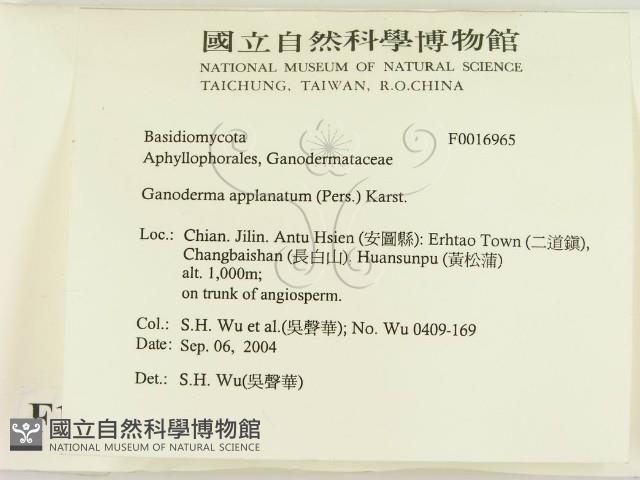 國立自然科學博物館
NATIONAL MUSEUM OF NATURAL SCIENCE
TAICHUNG, TAIWAN, R.O.CHINA
Basidiomycota F0016965
Aphyllophorales, Ganodermataceae
Ganoderma applanatum (Pers.) Karst.
Loc.: Chian. Jilin. Antu Hsien (安圖縣): Erhtao Town (二道鎮),
Changbaishan (長白山), Huansunpu (黃松蒲)
alt. 1,000m;
on trunk of angiosperm.
Col.: S.H. Wu et al.(吳聲華); No. Wu 0409-169
Date: Sep. 06, 2004
Det.: S.H. Wu(吳聲華)
國立自然科學博物館
NATIONAL MUSEUM OF NATURAL SCIENCE